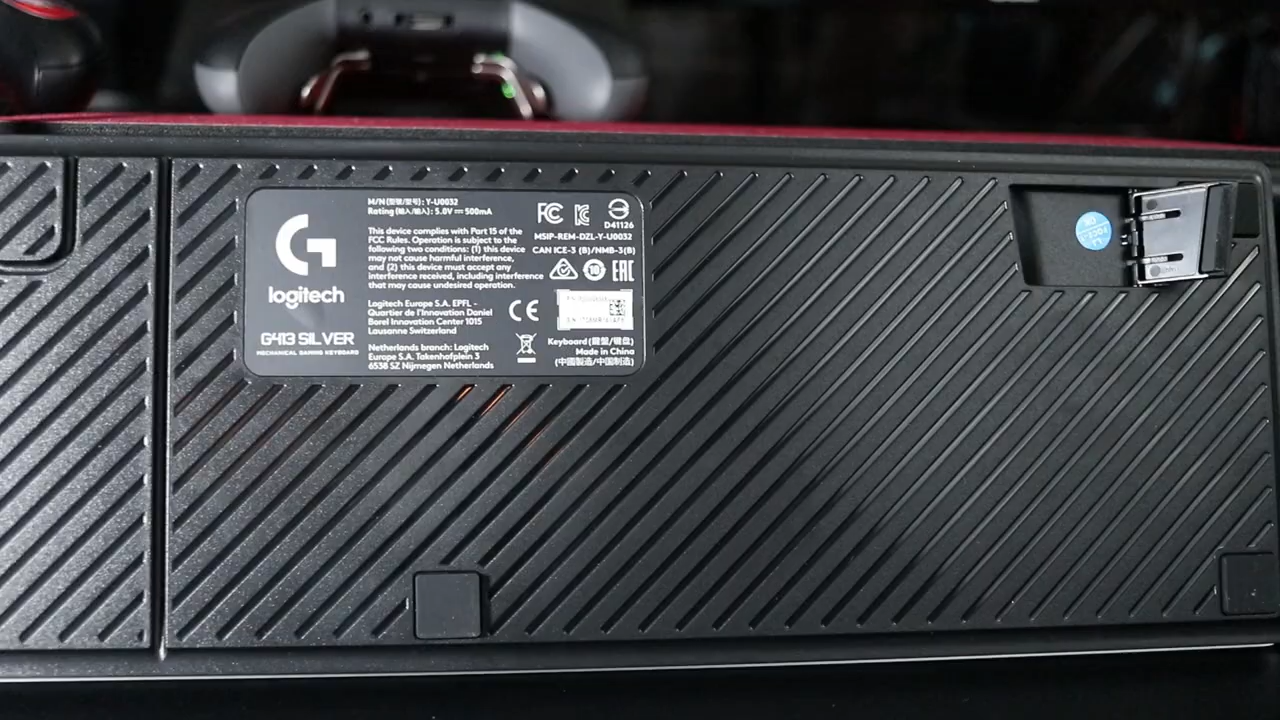 G
logitech
G413 SILVER
MECHANICAL GAMING KEYBOARD
M/N (型號/型号): Y-U0032
Rating (輸入/输入): 5.0V ⎓ 500mA
This device complies with Part 15 of the
FCC Rules. Operation is subject to the
following two conditions: (1) this device
may not cause harmful interference,
and (2) this device must accept any
interference received, including interference
that may cause undesired operation.
Logitech Europe S.A. EPFL -
Quartier de l'Innovation Daniel
Borel Innovation Center 1015
Lausanne Switzerland
Netherlands branch: Logitech
Europe S.A. Takenhofplein 3
6538 SZ Nijmegen Netherlands
FC
D41126
MSIP-REM-DZL-Y-U0032
CAN ICE-3 (B)/NMB-3(B)
10 EAC
CE
Keyboard (鍵盤/键盘)
Made in China
(中國製造/中国制造)